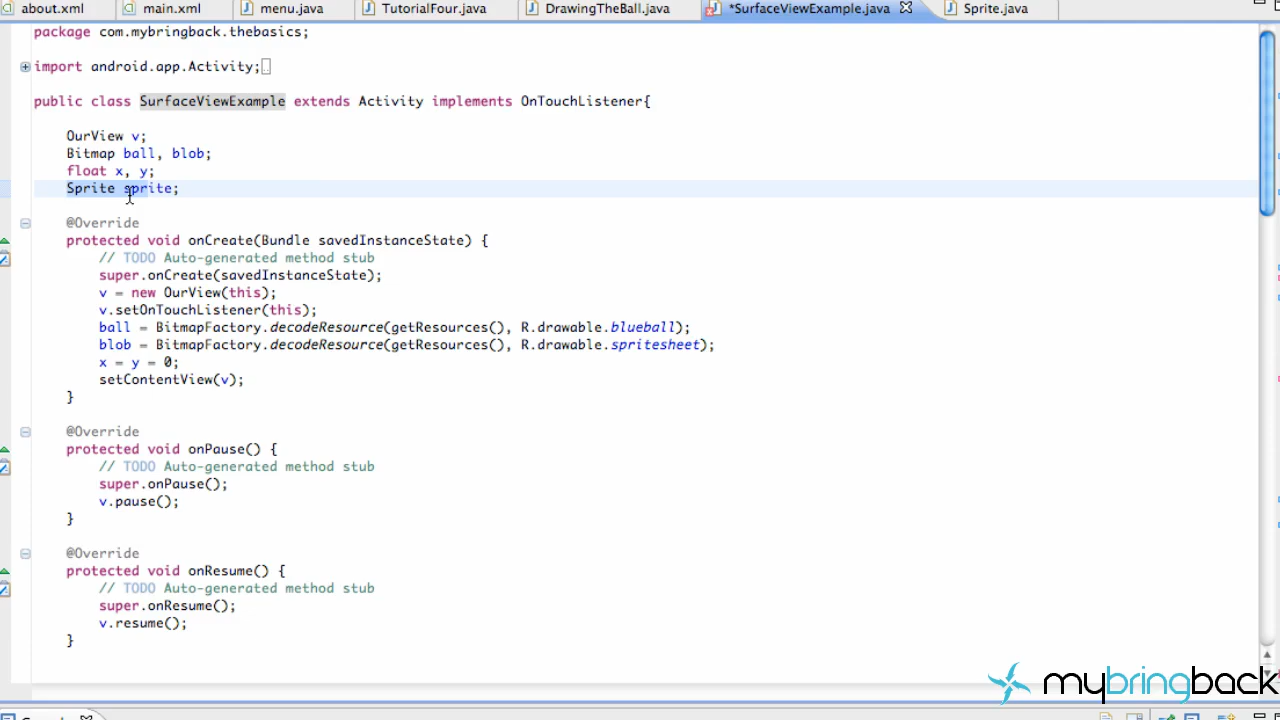 about.xml main.xml menu.java TutorialFour.java DrawingTheBall.java *SurfaceViewExample.java Sprite.java
package com.mybringback.thebasics;
import android.app.Activity;
public class SurfaceViewExample extends Activity implements OnTouchListener{
OurView v;
Bitmap ball, blob;
float x, y;
Sprite sprite;
@Override
protected void onCreate(Bundle savedInstanceState) {
// TODO Auto-generated method stub
super.onCreate(savedInstanceState);
v = new OurView(this);
v.setOnTouchListener(this);
ball = BitmapFactory.decodeResource(getResources(), R.drawable.blueball);
blob = BitmapFactory.decodeResource(getResources(), R.drawable.spritesheet);
x = y = 0;
setContentView(v);
}
@Override
protected void onPause() {
// TODO Auto-generated method stub
super.onPause();
v.pause();
}
@Override
protected void onResume() {
// TODO Auto-generated method stub
super.onResume();
v.resume();
}
mybringback